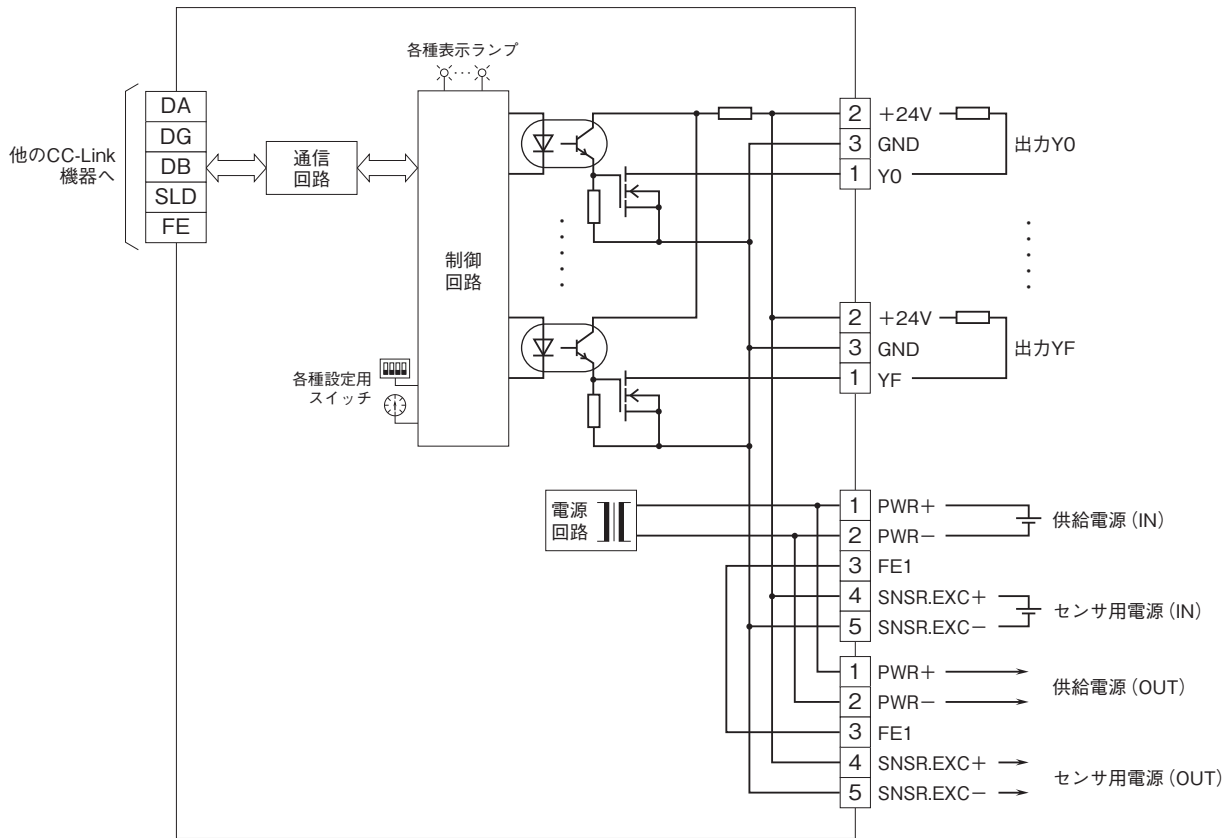 各種表示ランプ
他のCC-Link
機器へ
DA
DG
DB
SLD
FE
通信
回路
制御
回路
各種設定用
スイッチ
2 +24V
3 GND
1 Y0
出力Y0
2 +24V
3 GND
1 YF
出力YF
電源
回路
1 PWR+
2 PWR−
3 FE1
4 SNSR.EXC+
5 SNSR.EXC−
供給電源(IN)
センサ用電源(IN)
1 PWR+
2 PWR−
3 FE1
4 SNSR.EXC+
5 SNSR.EXC−
供給電源(OUT)
センサ用電源(OUT)